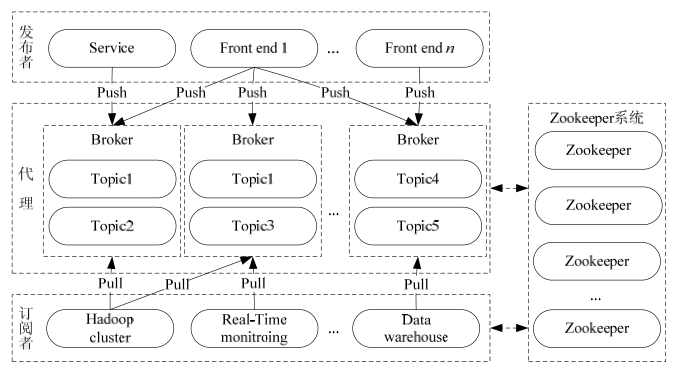 发布者
Service
Front end 1
...
Front end n
Push
Push
Push
Push
Push
代理
Broker
Topic1
Topic2
Broker
Topic1
Topic3
...
Broker
Topic4
Topic5
Zookeeper系统
Zookeeper
Zookeeper
Zookeeper
...
Zookeeper
Pull
Pull
Pull
Pull
订阅者
Hadoop
cluster
Real-Time
monitroing
...
Data
warehouse